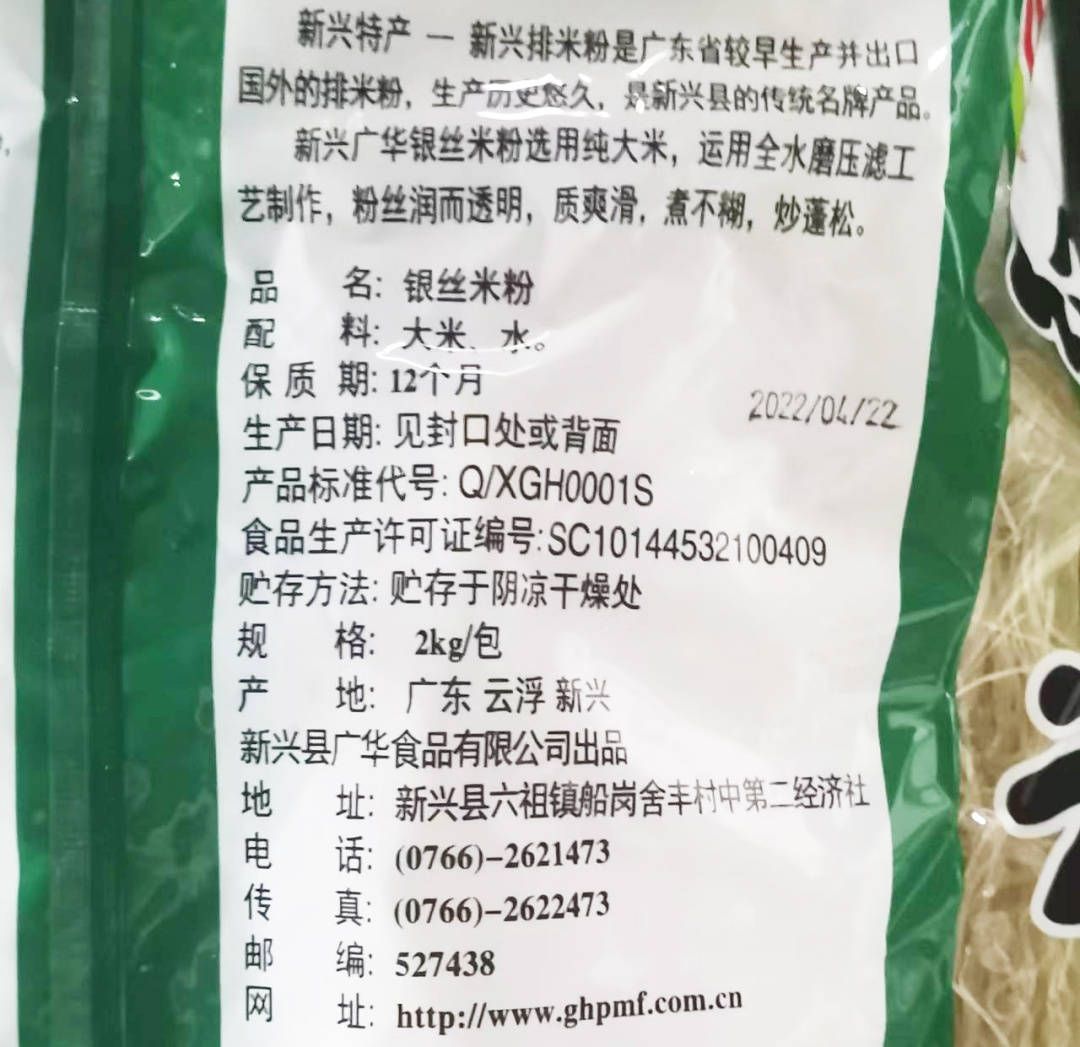 新兴特产 — 新兴排米粉是广东省较早生产并出口
国外的排米粉，生产历史悠久，是新兴县的传统名牌产品。
新兴广华银丝米粉选用纯大米，运用全水磨压滤工
艺制作，粉丝润而透明，质爽滑，煮不糊，炒蓬松。
品 名：银丝米粉
配 料：大米、水。
保 质 期：12个月
2022/04/22
生产日期：见封口处或背面
产品标准代号：Q/XGH0001S
食品生产许可证编号：SC10144532100409
贮存方法：贮存于阴凉干燥处
规 格： 2kg/包
产 地： 广东 云浮 新兴
新兴县广华食品有限公司出品
地 址：新兴县六祖镇船岗舍丰村中第二经济社
电 话：(0766)-2621473
传 真：(0766)-2622473
邮 编：527438
网 址：http://www.ghpmf.com.cn